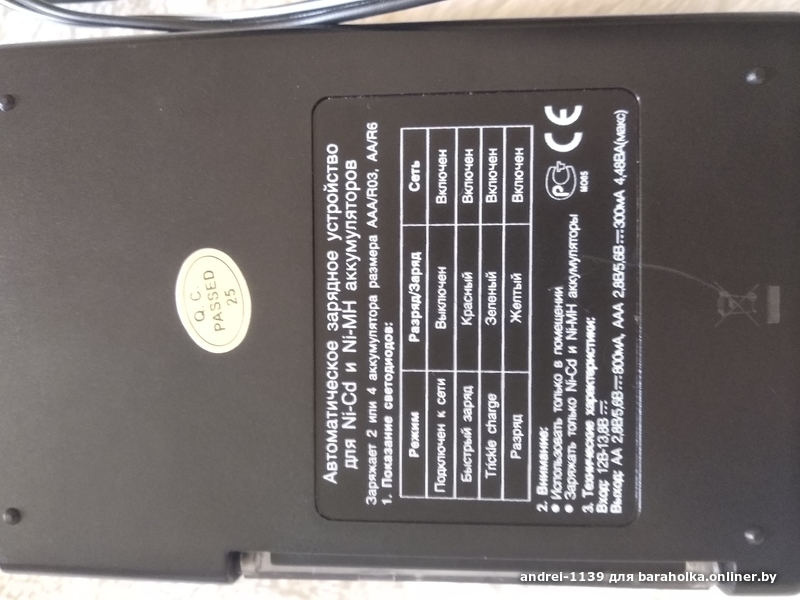 Автоматическое зарядное устройство
для Ni-Cd и Ni-MH аккумуляторов
Заряжает 2 или 4 аккумулятора размера AAA/R03, AA/R6
1. Показание светодиодов:
Режим Разряд/Заряд Сеть
Подключен к сети Выключен Включен
Быстрый заряд Красный Включен
Trickle charge Зеленый Включен
Разряд Желтый Включен
2. Внимание:
● Использовать только в помещении
● Заряжать только Ni-Cd и Ni-MH аккумуляторы
3. Технические характеристики:
Вход: 12В-13,8В ⎓
Выход: AA 2,8В/5,6В ⎓ 800мА, AAA 2,8В/5,6В ⎓ 300мА 4,48ВА(макс)
РСТ
МО65
CE
Q.C.
PASSED
25
andrei-1139 для baraholka.onliner.by